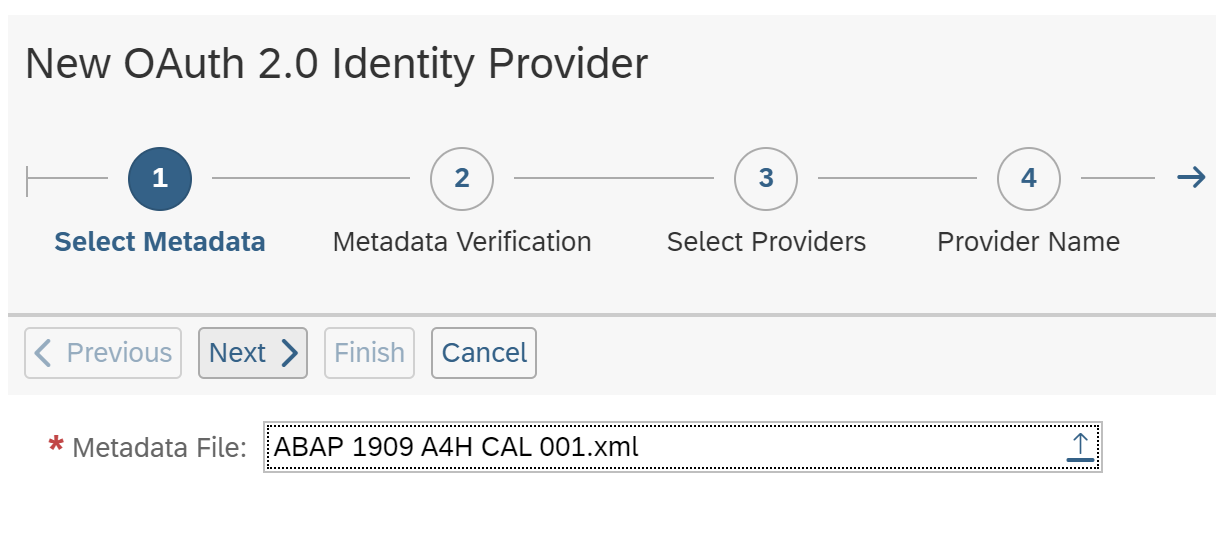 New OAuth 2.0 Identity Provider
1 2 3 4
Select Metadata Metadata Verification Select Providers Provider Name
Previous Next Finish Cancel
* Metadata File: ABAP 1909 A4H CAL 001.xml